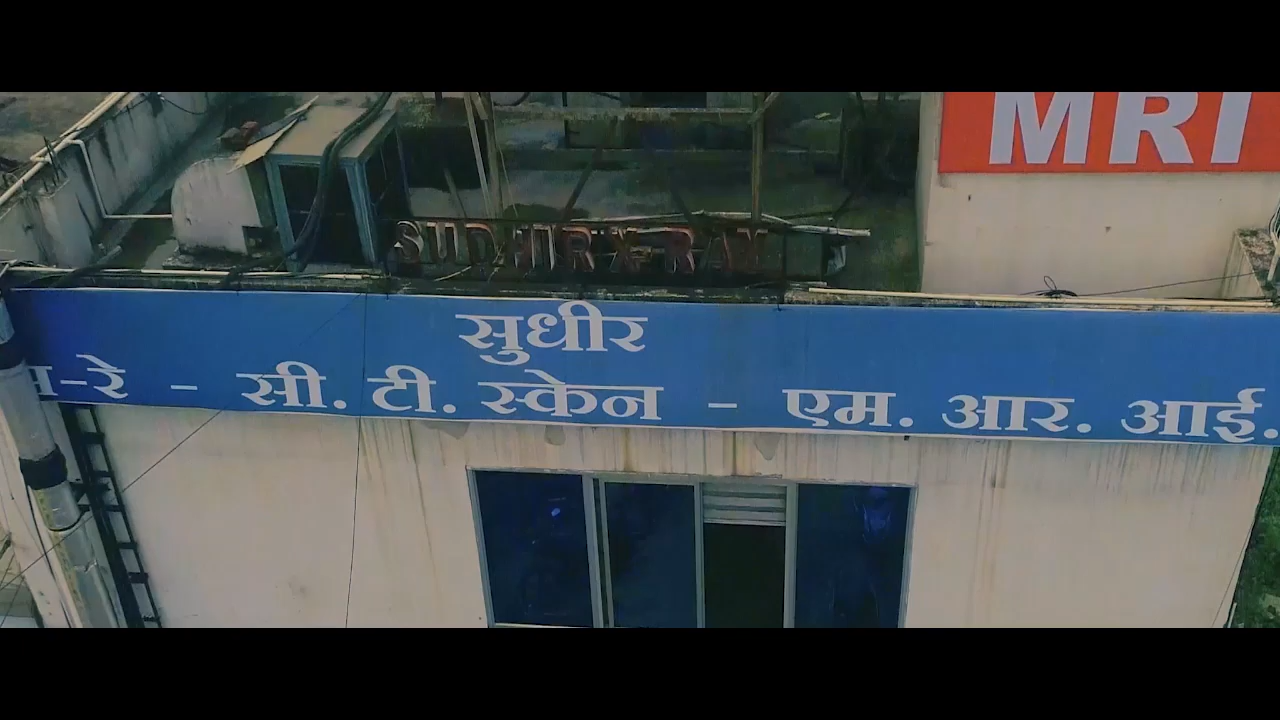 MRI
SUDHIR X-RAY
सुधीर
-रे - सी. टी. स्केन - एम. आर. आई.